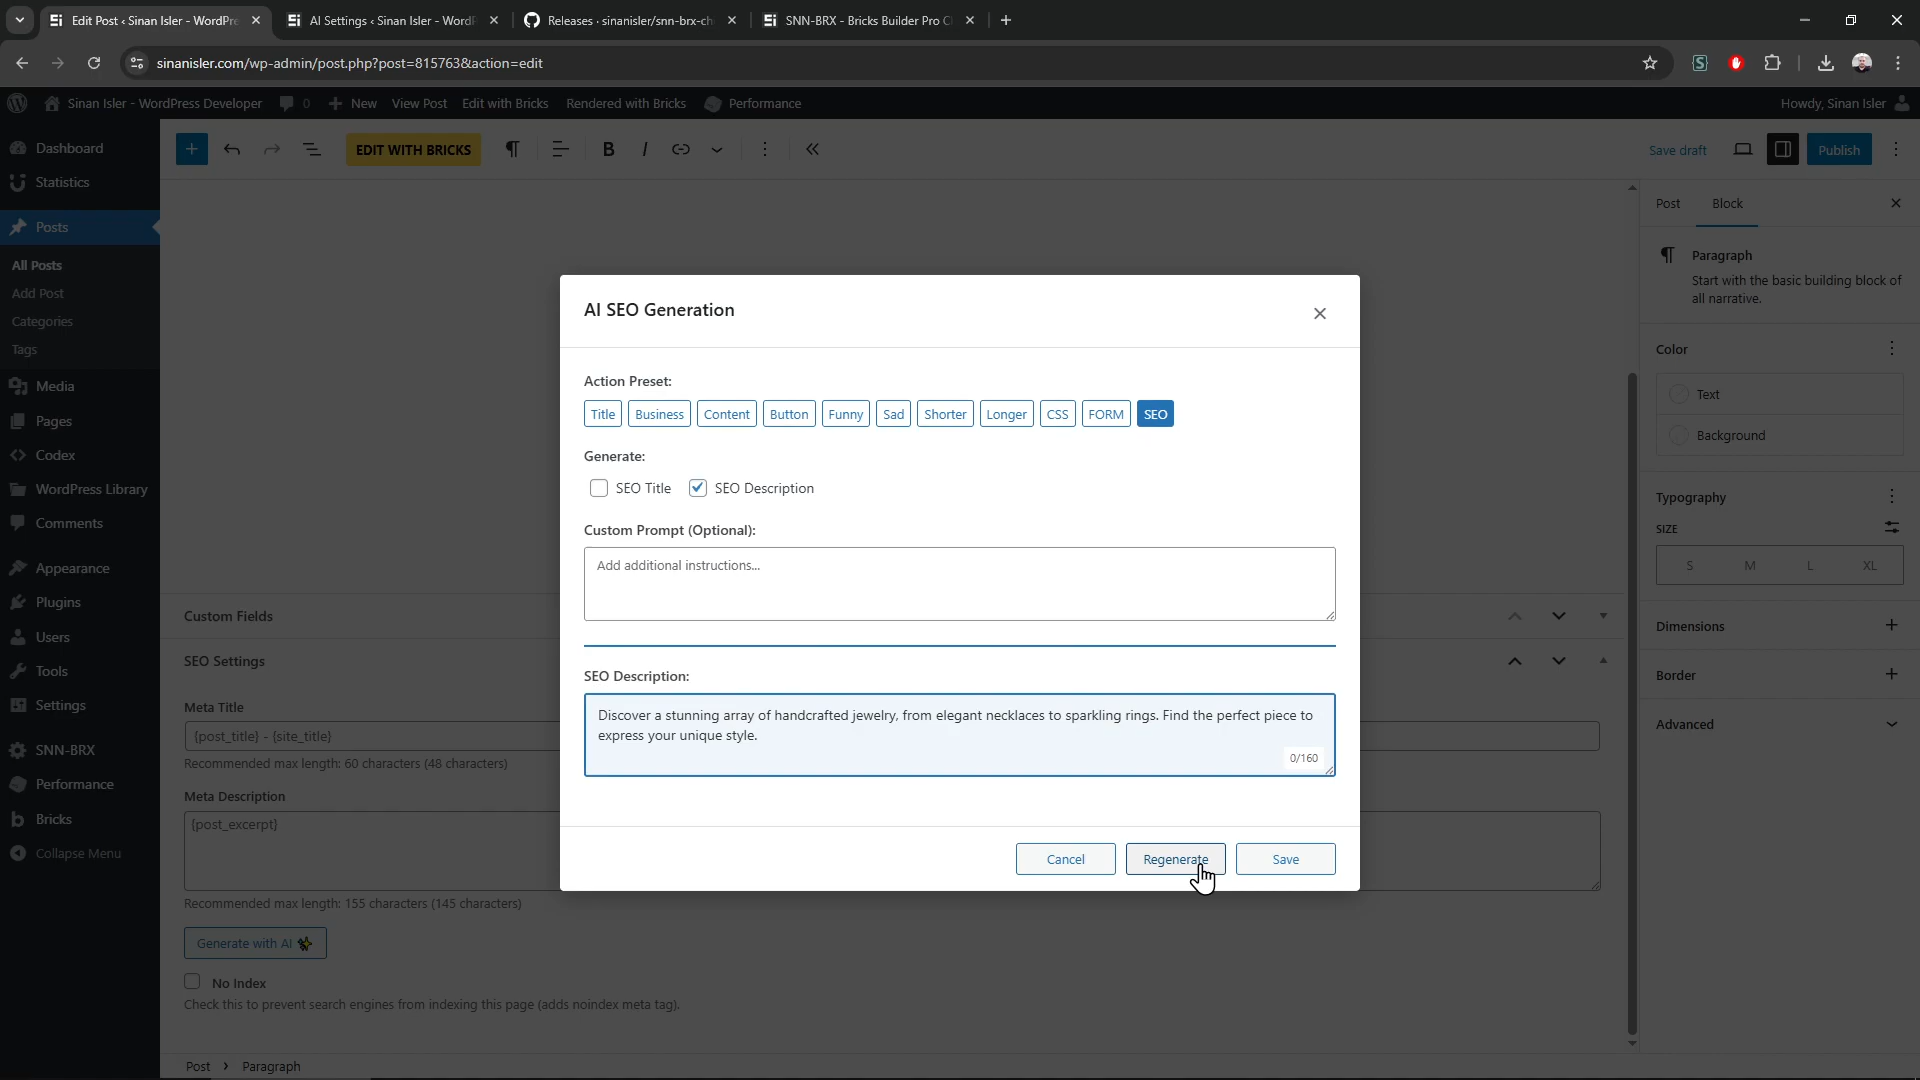 Edit Post ‹ Sinan Isler - WordPre
AI Settings ‹ Sinan Isler - WordP
Releases · sinanisler/snn-brx-ch
SNN-BRX - Bricks Builder Pro C
sinanisler.com/wp-admin/post.php?post=815763&action=edit
Sinan Isler - WordPress Developer
0
New
View Post
Edit with Bricks
Rendered with Bricks
Performance
Howdy, Sinan Isler
Dashboard
Statistics
Posts
All Posts
Add Post
Categories
Tags
Media
Pages
Codex
WordPress Library
Comments
Appearance
Plugins
Users
Tools
Settings
SNN-BRX
Performance
Bricks
Collapse Menu
EDIT WITH BRICKS
Save draft
Publish
Custom Fields
SEO Settings
Meta Title
{post_title} - {site_title}
Recommended max length: 60 characters (48 characters)
Meta Description
{post_excerpt}
Recommended max length: 155 characters (145 characters)
Generate with AI
No Index
Check this to prevent search engines from indexing this page (adds noindex meta tag).
Post › Paragraph
AI SEO Generation
Action Preset:
Title
Business
Content
Button
Funny
Sad
Shorter
Longer
CSS
FORM
SEO
Generate:
SEO Title
SEO Description
Custom Prompt (Optional):
Add additional instructions...
SEO Description:
Discover a stunning array of handcrafted jewelry, from elegant necklaces to sparkling rings. Find the perfect piece to
express your unique style.
0/160
Cancel
Regenerate
Save
Post
Block
Paragraph
Start with the basic building block of
all narrative.
Color
Text
Background
Typography
SIZE
S
M
L
XL
Dimensions
Border
Advanced